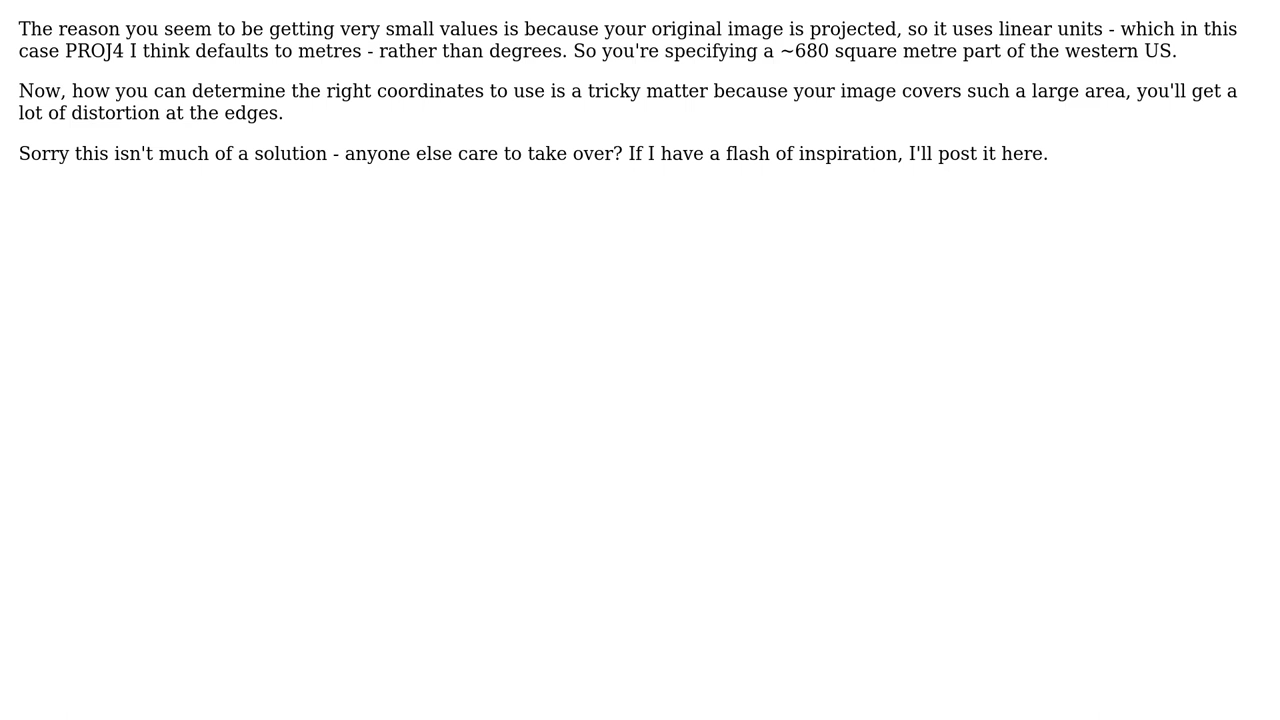 The reason you seem to be getting very small values is because your original image is projected, so it uses linear units - which in this
case PROJ4 I think defaults to metres - rather than degrees. So you're specifying a ~680 square metre part of the western US.
Now, how you can determine the right coordinates to use is a tricky matter because your image covers such a large area, you'll get a
lot of distortion at the edges.
Sorry this isn't much of a solution - anyone else care to take over? If I have a flash of inspiration, I'll post it here.